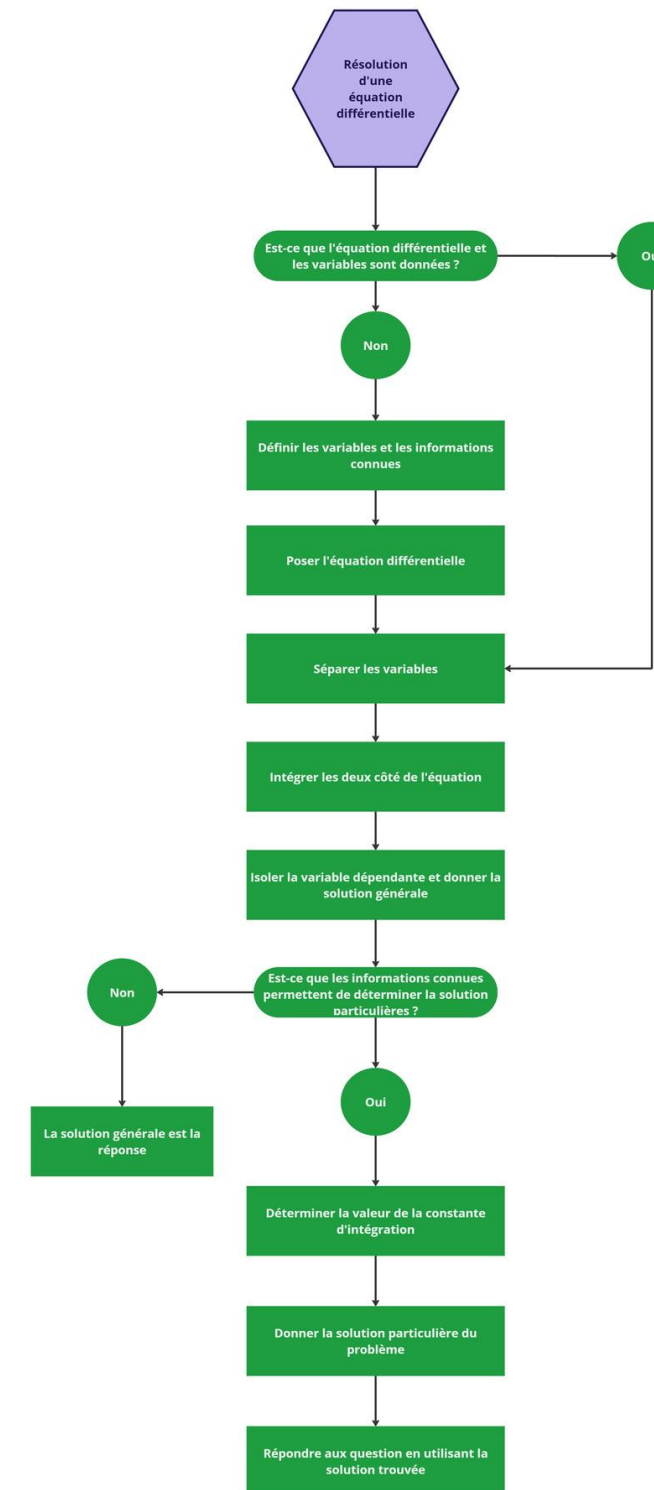 Résolution
d'une
équation
différentielle
Est-ce que l'équation différentielle et
les variables sont données ?
Non
Définir les variables et les informations
connues
Poser l'équation différentielle
Séparer les variables
Intégrer les deux côté de l'équation
Isoler la variable dépendante et donner la
solution générale
Est-ce que les informations connues
permettent de déterminer la solution
particulières ?
Non
Oui
La solution générale est la
réponse
Déterminer la valeur de la constante
d'intégration
Donner la solution particulière du
problème
Répondre aux question en utilisant la
solution trouvée